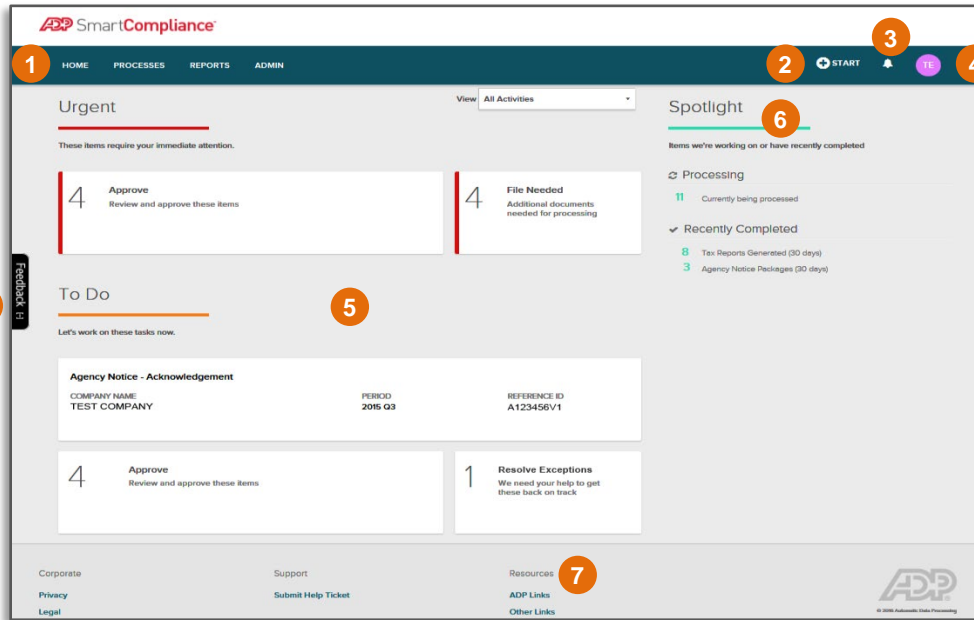 ADP SmartCompliance
3
1 HOME PROCESSES REPORTS ADMIN 2 START TE 4
Urgent
View All Activities
Spotlight
6
These items require your immediate attention.
Items we're working on or have recently completed
4 Approve
Review and approve these items
4 File Needed
Additional documents
needed for processing
Processing
11 Currently being processed
Recently Completed
8 Tax Reports Generated (30 days)
3 Agency Notice Packages (30 days)
Feedback [+]
To Do
5
Let's work on these tasks now.
Agency Notice - Acknowledgement
COMPANY NAME PERIOD REFERENCE ID
TEST COMPANY 2015 Q3 A123456V1
4 Approve
Review and approve these items
1 Resolve Exceptions
We need your help to get
these back on track
Corporate Support Resources 7
Privacy Submit Help Ticket ADP Links
Legal Other Links
ADP
© 2016 Automatic Data Processing